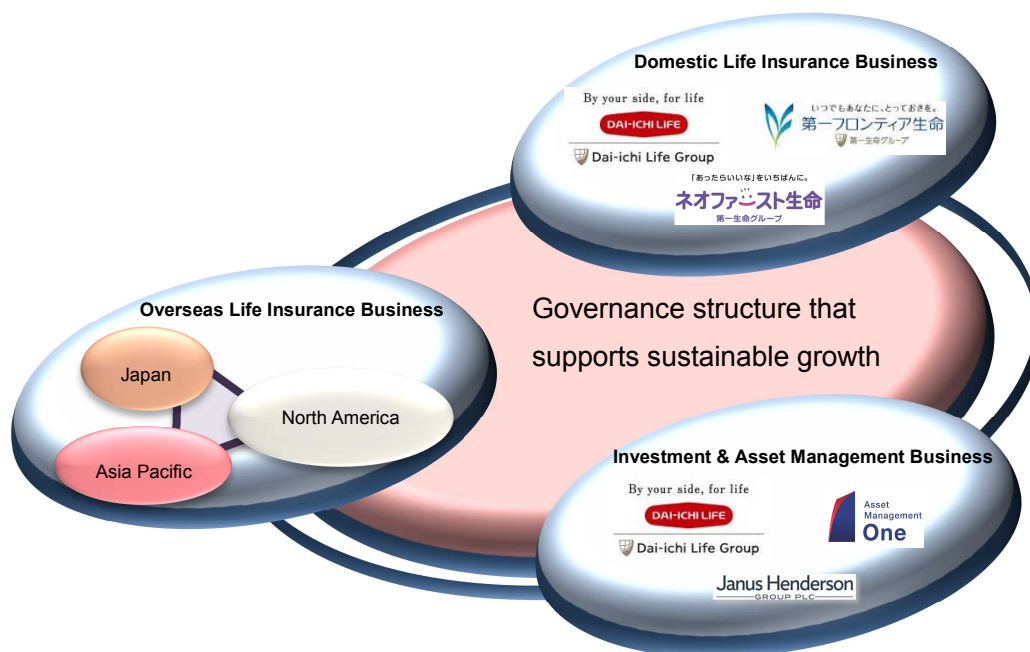 Domestic Life Insurance Business
By your side, for life
DAI-ICHI LIFE
Dai-ichi Life Group
いつでもあなたに、とっておきを。
第一フロンティア生命
第一生命グループ
「あったらいいな」をいちばんに。
ネオファースト生命
第一生命グループ
Overseas Life Insurance Business
Japan
North America
Asia Pacific
Governance structure that
supports sustainable growth
Investment & Asset Management Business
By your side, for life
DAI-ICHI LIFE
Dai-ichi Life Group
Asset
Management
One
Janus Henderson
GROUP PLC